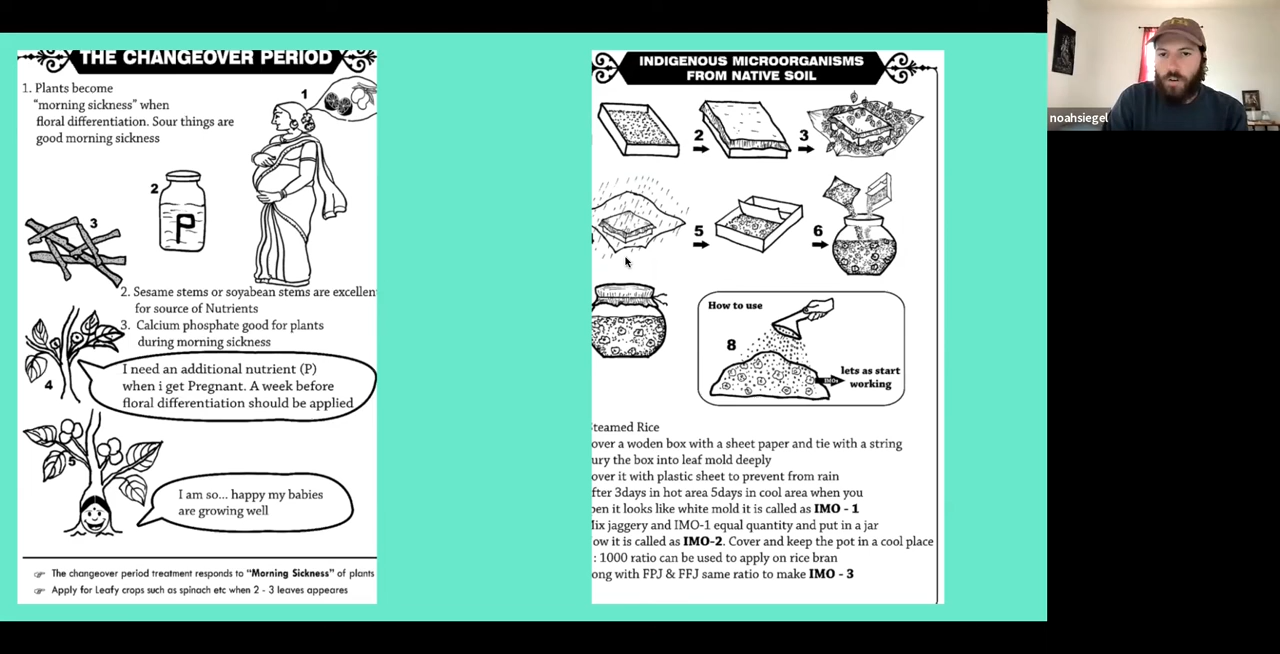 THE CHANGEOVER PERIOD
1. Plants become
"morning sickness" when
floral differentiation. Sour things are
good morning sickness
1
2
P
3
2. Sesame stems or soyabean stems are excellen
for source of Nutrients
3. Calcium phosphate good for plants
during morning sickness
4
I need an additional nutrient (P)
when i get Pregnant. A week before
floral differentiation should be applied
5
I am so... happy my babies
are growing well
The changeover period treatment responds to "Morning Sickness" of plants
Apply for Leafy crops such as spinach etc when 2 - 3 leaves appeares
INDIGENOUS MICROORGANISMS
FROM NATIVE SOIL
2
3
5
6
How to use
8
IMOs
lets as start
working
Steamed Rice
over a woden box with a sheet paper and tie with a string
ury the box into leaf mold deeply
over it with plastic sheet to prevent from rain
fter 3days in hot area 5days in cool area when you
pen it looks like white mold it is called as IMO - 1
ix jaggery and IMO-1 equal quantity and put in a jar
ow it is called as IMO-2. Cover and keep the pot in a cool place
: 1000 ratio can be used to apply on rice bran
ong with FPJ & FFJ same ratio to make IMO - 3
noahsiegel